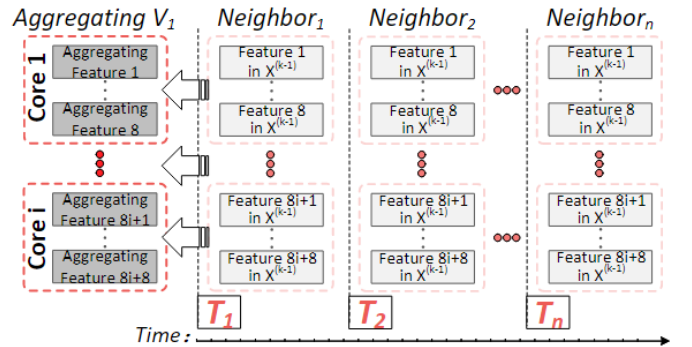 Aggregating V1
Neighbor1
Neighbor2
Neighborn
Core 1
Aggregating
Feature 1
Aggregating
Feature 8
Feature 1
in X(k-1)
Feature 8
in X(k-1)
Feature 1
in X(k-1)
Feature 8
in X(k-1)
Feature 1
in X(k-1)
Feature 8
in X(k-1)
Core i
Aggregating
Feature 8i+1
Aggregating
Feature 8i+8
Feature 8i+1
in X(k-1)
Feature 8i+8
in X(k-1)
Feature 8i+1
in X(k-1)
Feature 8i+8
in X(k-1)
Feature 8i+1
in X(k-1)
Feature 8i+8
in X(k-1)
T1
T2
Tn
Time: